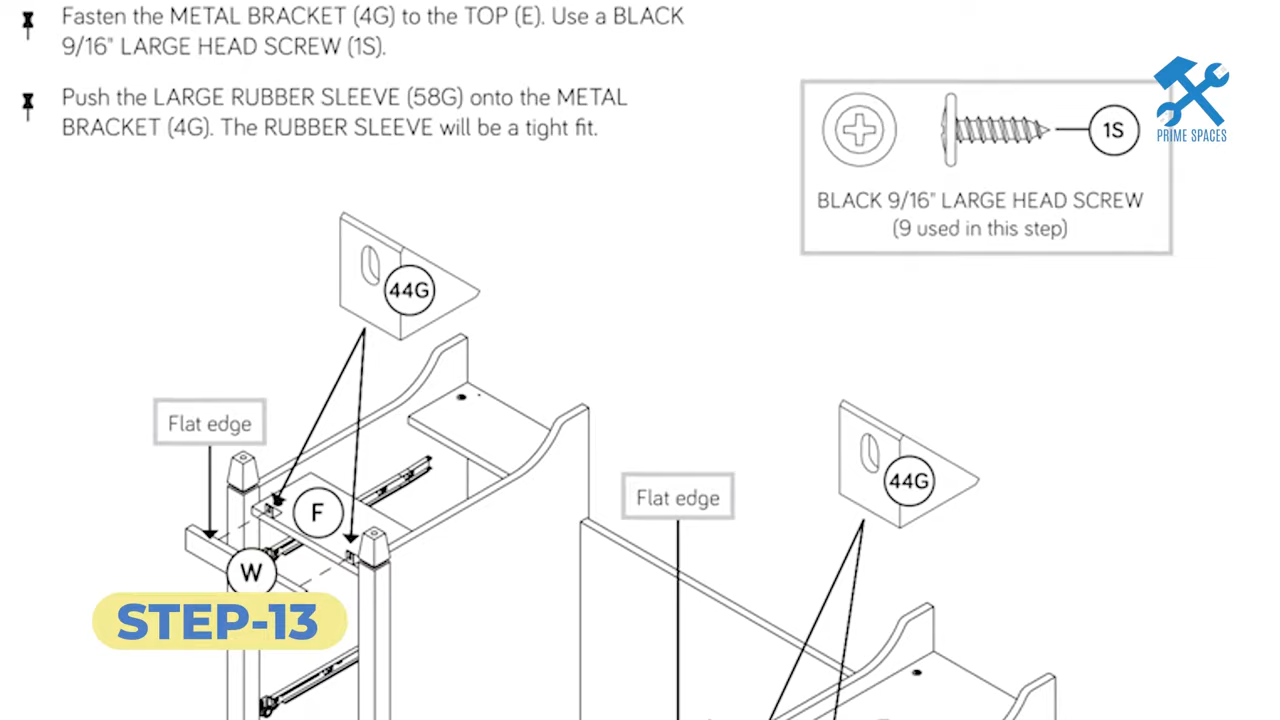 Fasten the METAL BRACKET (4G) to the TOP (E). Use a BLACK
9/16" LARGE HEAD SCREW (1S).
Push the LARGE RUBBER SLEEVE (58G) onto the METAL
BRACKET (4G). The RUBBER SLEEVE will be a tight fit.
1S
PRIME SPACES
BLACK 9/16" LARGE HEAD SCREW
(9 used in this step)
44G
Flat edge
44G
Flat edge
F
W
STEP-13